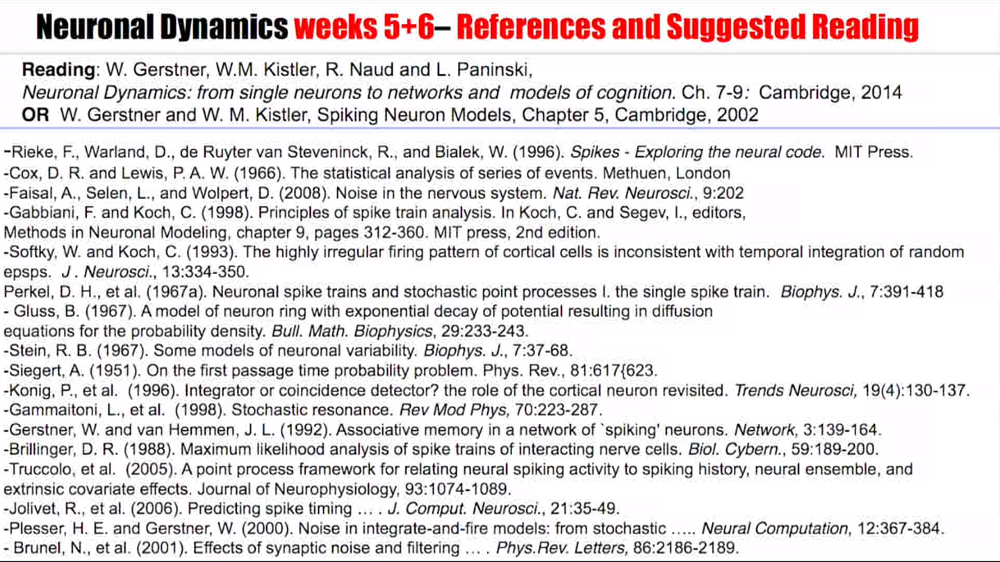 Neuronal Dynamics weeks 5+6– References and Suggested Reading
Reading: W. Gerstner, W.M. Kistler, R. Naud and L. Paninski,
Neuronal Dynamics: from single neurons to networks and models of cognition. Ch. 7-9: Cambridge, 2014
OR W. Gerstner and W. M. Kistler, Spiking Neuron Models, Chapter 5, Cambridge, 2002
-Rieke, F., Warland, D., de Ruyter van Steveninck, R., and Bialek, W. (1996). Spikes - Exploring the neural code. MIT Press.
-Cox, D. R. and Lewis, P. A. W. (1966). The statistical analysis of series of events. Methuen, London
-Faisal, A., Selen, L., and Wolpert, D. (2008). Noise in the nervous system. Nat. Rev. Neurosci., 9:202
-Gabbiani, F. and Koch, C. (1998). Principles of spike train analysis. In Koch, C. and Segev, I., editors,
Methods in Neuronal Modeling, chapter 9, pages 312-360. MIT press, 2nd edition.
-Softky, W. and Koch, C. (1993). The highly irregular firing pattern of cortical cells is inconsistent with temporal integration of random
epsps. J . Neurosci., 13:334-350.
Perkel, D. H., et al. (1967a). Neuronal spike trains and stochastic point processes I. the single spike train. Biophys. J., 7:391-418
- Gluss, B. (1967). A model of neuron ring with exponential decay of potential resulting in diffusion
equations for the probability density. Bull. Math. Biophysics, 29:233-243.
-Stein, R. B. (1967). Some models of neuronal variability. Biophys. J., 7:37-68.
-Siegert, A. (1951). On the first passage time probability problem. Phys. Rev., 81:617{623.
-Konig, P., et al. (1996). Integrator or coincidence detector? the role of the cortical neuron revisited. Trends Neurosci, 19(4):130-137.
-Gammaitoni, L., et al. (1998). Stochastic resonance. Rev Mod Phys, 70:223-287.
-Gerstner, W. and van Hemmen, J. L. (1992). Associative memory in a network of `spiking' neurons. Network, 3:139-164.
-Brillinger, D. R. (1988). Maximum likelihood analysis of spike trains of interacting nerve cells. Biol. Cybern., 59:189-200.
-Truccolo, et al. (2005). A point process framework for relating neural spiking activity to spiking history, neural ensemble, and
extrinsic covariate effects. Journal of Neurophysiology, 93:1074-1089.
-Jolivet, R., et al. (2006). Predicting spike timing ... . J. Comput. Neurosci., 21:35-49.
-Plesser, H. E. and Gerstner, W. (2000). Noise in integrate-and-fire models: from stochastic ..... Neural Computation, 12:367-384.
- Brunel, N., et al. (2001). Effects of synaptic noise and filtering ... . Phys.Rev. Letters, 86:2186-2189.